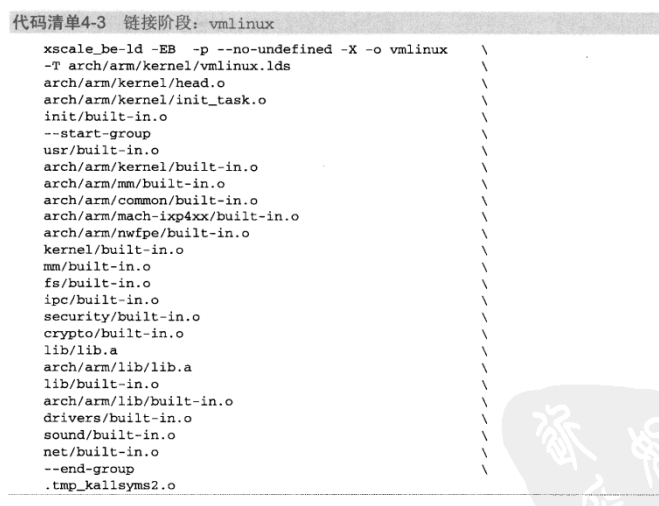 代码清单4-3 链接阶段：vmlinux
xscale_be-ld -EB -p --no-undefined -X -o vmlinux \
-T arch/arm/kernel/vmlinux.lds \
arch/arm/kernel/head.o \
arch/arm/kernel/init_task.o \
init/built-in.o \
--start-group \
usr/built-in.o \
arch/arm/kernel/built-in.o \
arch/arm/mm/built-in.o \
arch/arm/common/built-in.o \
arch/arm/mach-ixp4xx/built-in.o \
arch/arm/nwfpe/built-in.o \
kernel/built-in.o \
mm/built-in.o \
fs/built-in.o \
ipc/built-in.o \
security/built-in.o \
crypto/built-in.o \
lib/lib.a \
arch/arm/lib/lib.a \
lib/built-in.o \
arch/arm/lib/built-in.o \
drivers/built-in.o \
sound/built-in.o \
net/built-in.o \
--end-group \
.tmp_kallsyms2.o